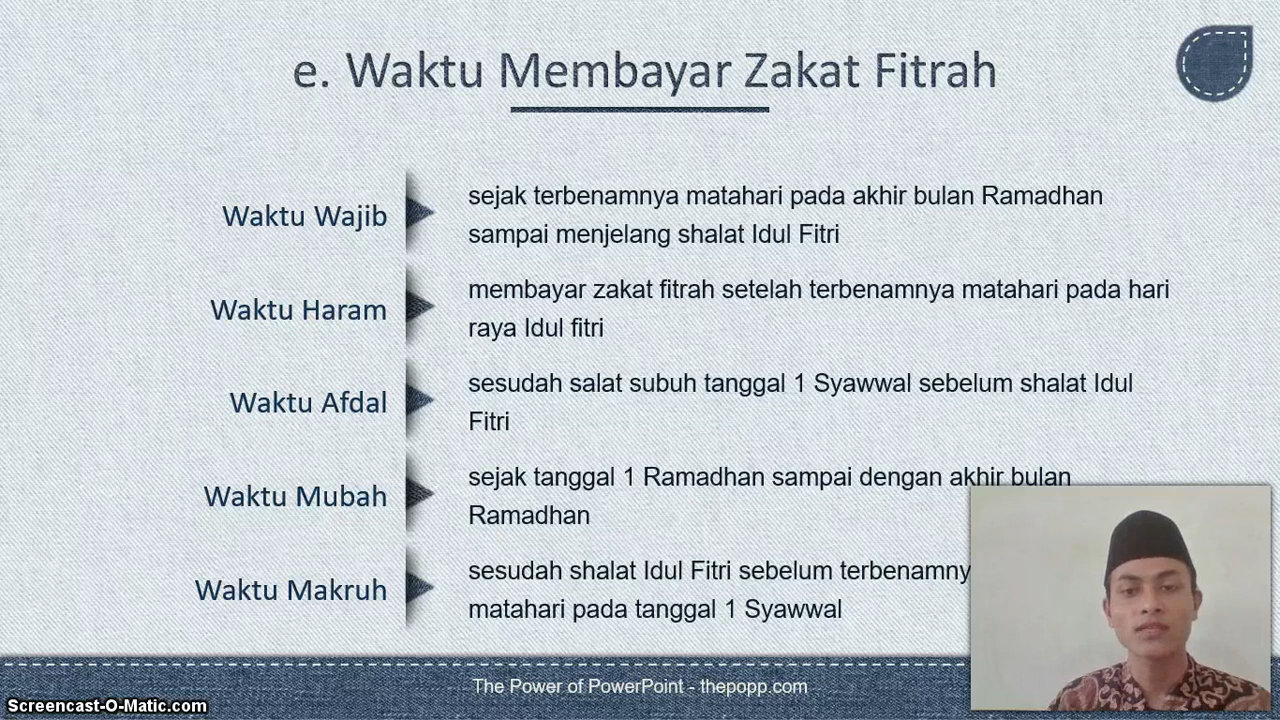 e. Waktu Membayar Zakat Fitrah
Waktu Wajib
sejak terbenamnya matahari pada akhir bulan Ramadhan
sampai menjelang shalat Idul Fitri
Waktu Haram
membayar zakat fitrah setelah terbenamnya matahari pada hari
raya Idul fitri
Waktu Afdal
sesudah salat subuh tanggal 1 Syawwal sebelum shalat Idul
Fitri
Waktu Mubah
sejak tanggal 1 Ramadhan sampai dengan akhir bulan
Ramadhan
Waktu Makruh
sesudah shalat Idul Fitri sebelum terbenamny
matahari pada tanggal 1 Syawwal
The Power of PowerPoint - thepopp.com
Screencast-O-Matic.com